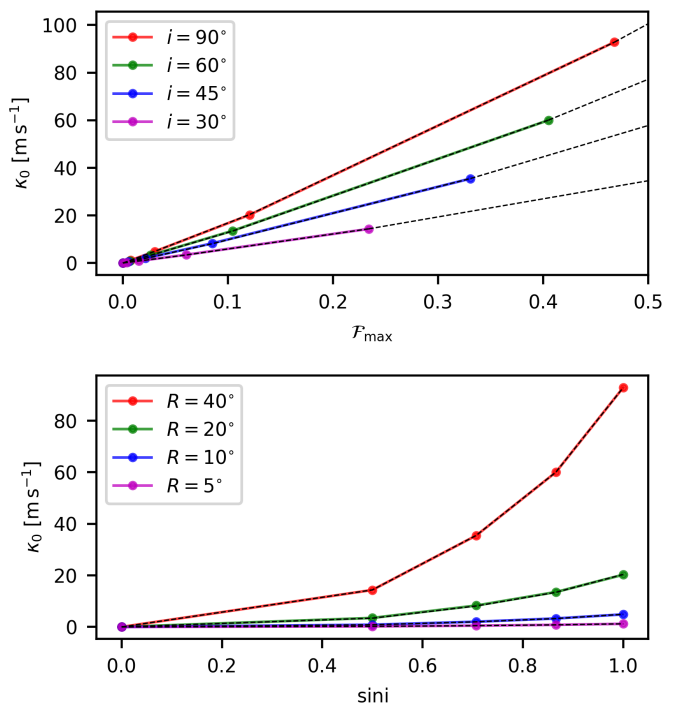 100
80
60
40
20
0
κ₀ [m s⁻¹]
i = 90°
i = 60°
i = 45°
i = 30°
0.0 0.1 0.2 0.3 0.4 0.5
ℱmax
80
60
40
20
0
κ₀ [m s⁻¹]
R = 40°
R = 20°
R = 10°
R = 5°
0.0 0.2 0.4 0.6 0.8 1.0
sini